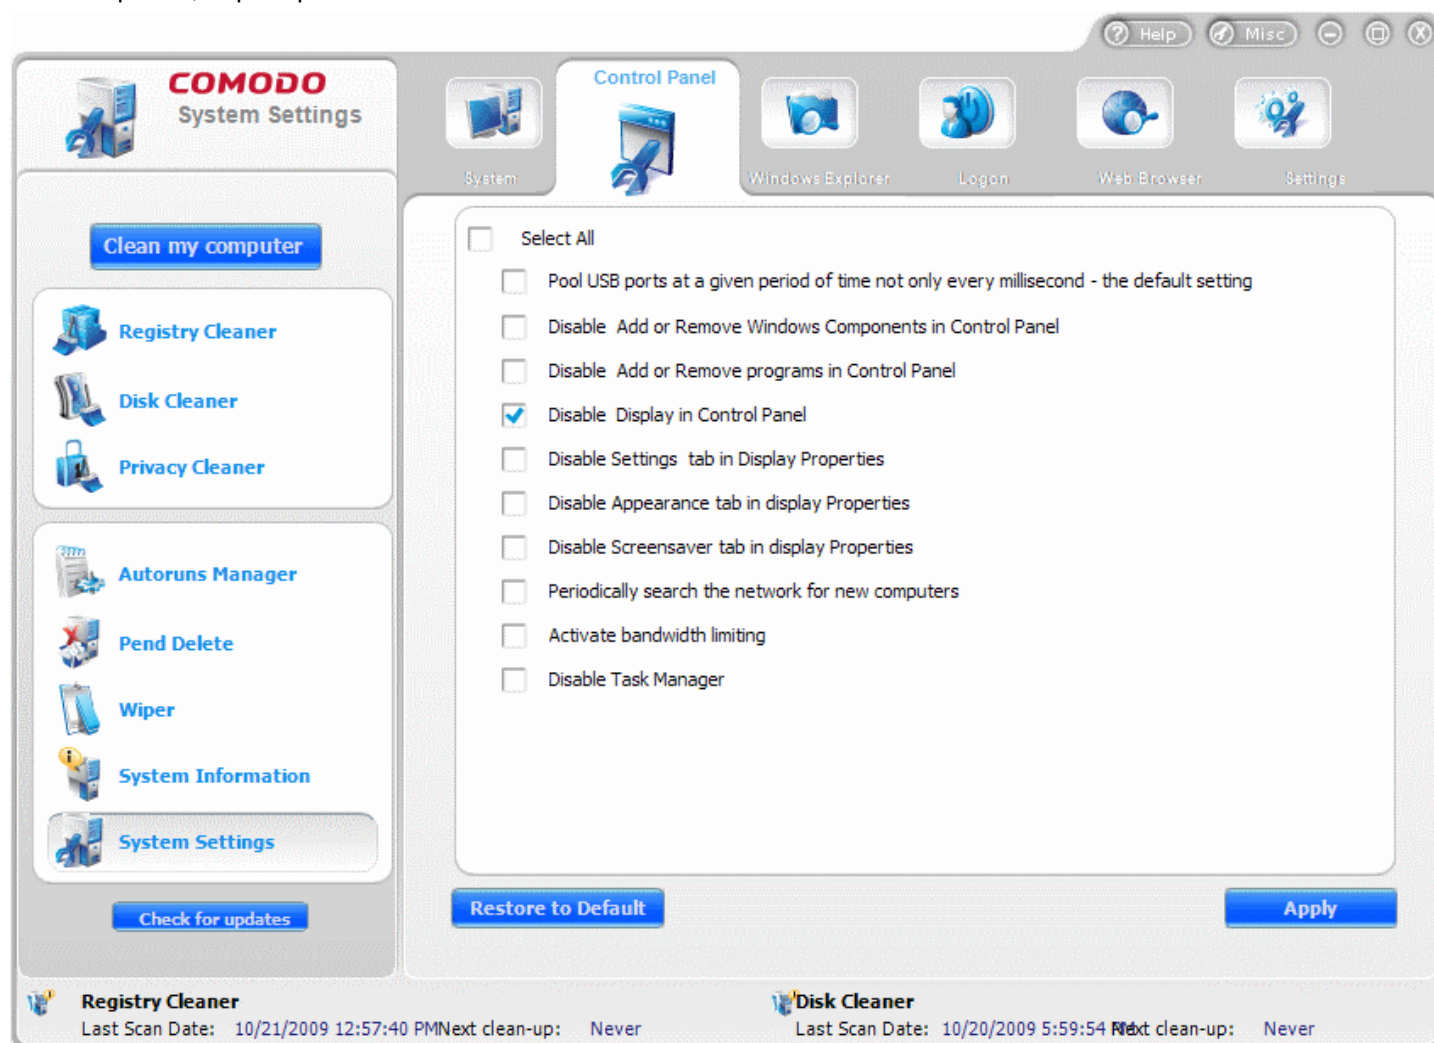 Help
Misc
COMODO
System Settings
Control Panel
System
Windows Explorer
Logon
Web Browser
Settings
Clean my computer
Registry Cleaner
Disk Cleaner
Privacy Cleaner
Autoruns Manager
Pend Delete
Wiper
System Information
System Settings
Check for updates
Select All
Pool USB ports at a given period of time not only every millisecond - the default setting
Disable Add or Remove Windows Components in Control Panel
Disable Add or Remove programs in Control Panel
Disable Display in Control Panel
Disable Settings tab in Display Properties
Disable Appearance tab in display Properties
Disable Screensaver tab in display Properties
Periodically search the network for new computers
Activate bandwidth limiting
Disable Task Manager
Restore to Default
Apply
Registry Cleaner
Last Scan Date: 10/21/2009 12:57:40 PM Next clean-up: Never
Disk Cleaner
Last Scan Date: 10/20/2009 5:59:54 clean-up: Never